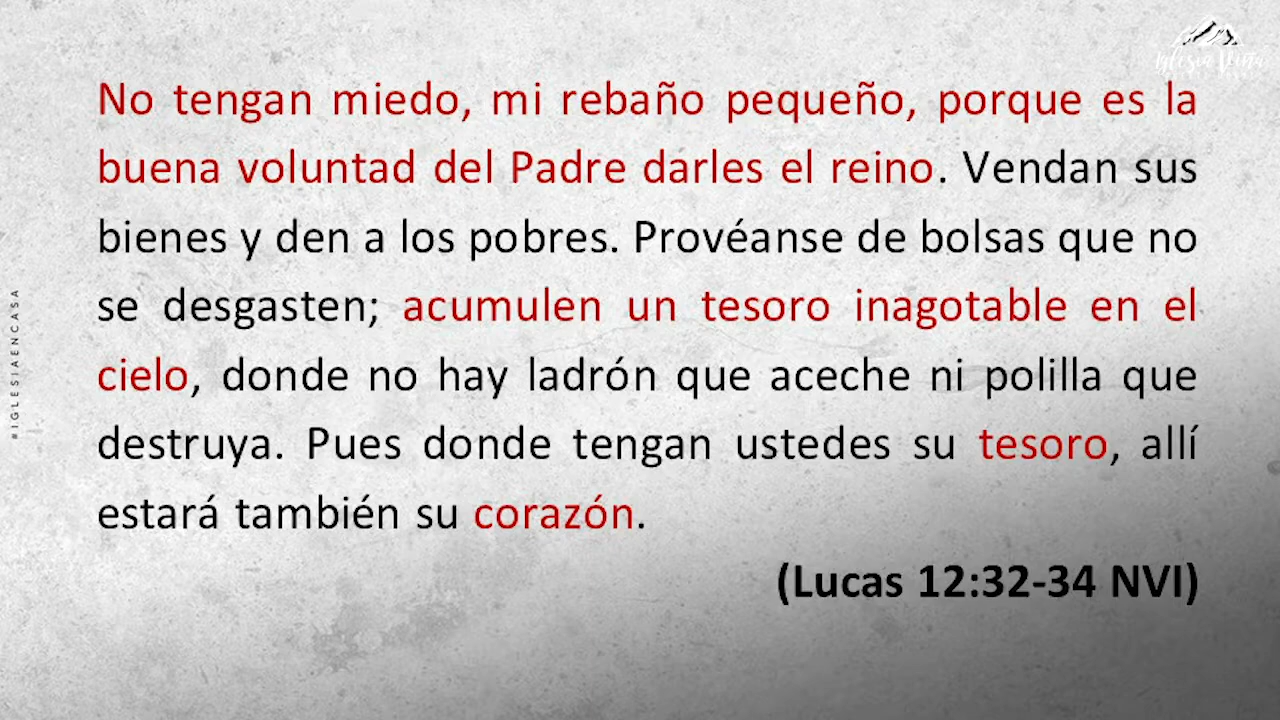 No tengan miedo, mi rebaño pequeño, porque es la
buena voluntad del Padre darles el reino. Vendan sus
bienes y den a los pobres. Provéanse de bolsas que no
se desgasten; acumulen un tesoro inagotable en el
cielo, donde no hay ladrón que aceche ni polilla que
destruya. Pues donde tengan ustedes su tesoro, allí
estará también su corazón.
(Lucas 12:32-34 NVI)
#IGLESIAENCASA
Iglesia